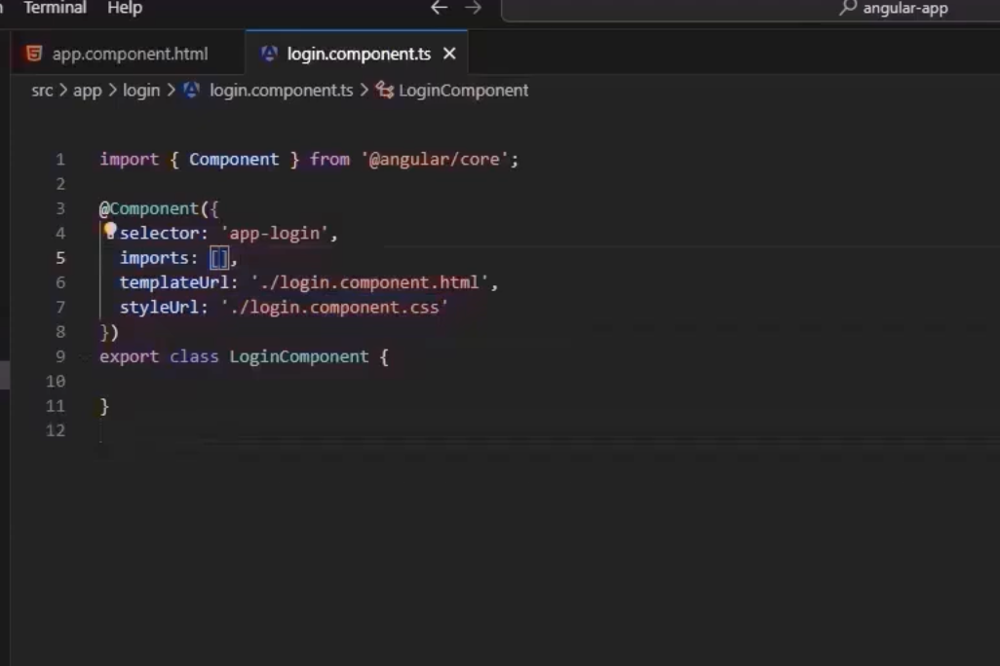 Terminal Help
angular-app
app.component.html login.component.ts
src > app > login > login.component.ts > LoginComponent
1 import { Component } from '@angular/core';
2
3 @Component({
4 selector: 'app-login',
5 imports: [],
6 templateUrl: './login.component.html',
7 styleUrl: './login.component.css'
8 })
9 export class LoginComponent {
10
11 }
12